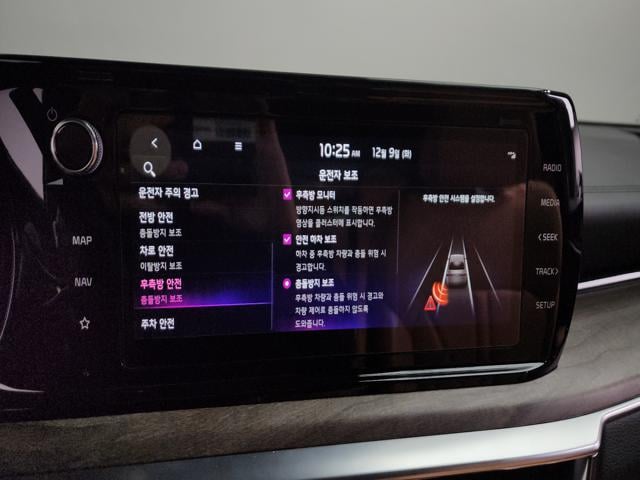 10:25 AM 12월 9일 (화)
운전자 보조
운전자 주의 경고
전방 안전
충돌방지 보조
차로 안전
이탈방지 보조
후측방 안전
충돌방지 보조
주차 안전
후측방 모니터
방향지시등 스위치를 작동하면 후측방
영상을 클러스터에 표시합니다.
안전 하차 보조
하차 중 후측방 차량과 충돌 위험 시
경고합니다.
충돌방지 보조
후측방 차량과 충돌 위험 시 경고와
차량 제어로 충돌하지 않도록
도와줍니다.
후측방 안전 시스템을 설정합니다.
MAP
NAV
RADIO
MEDIA
< SEEK
TRACK >
SETUP